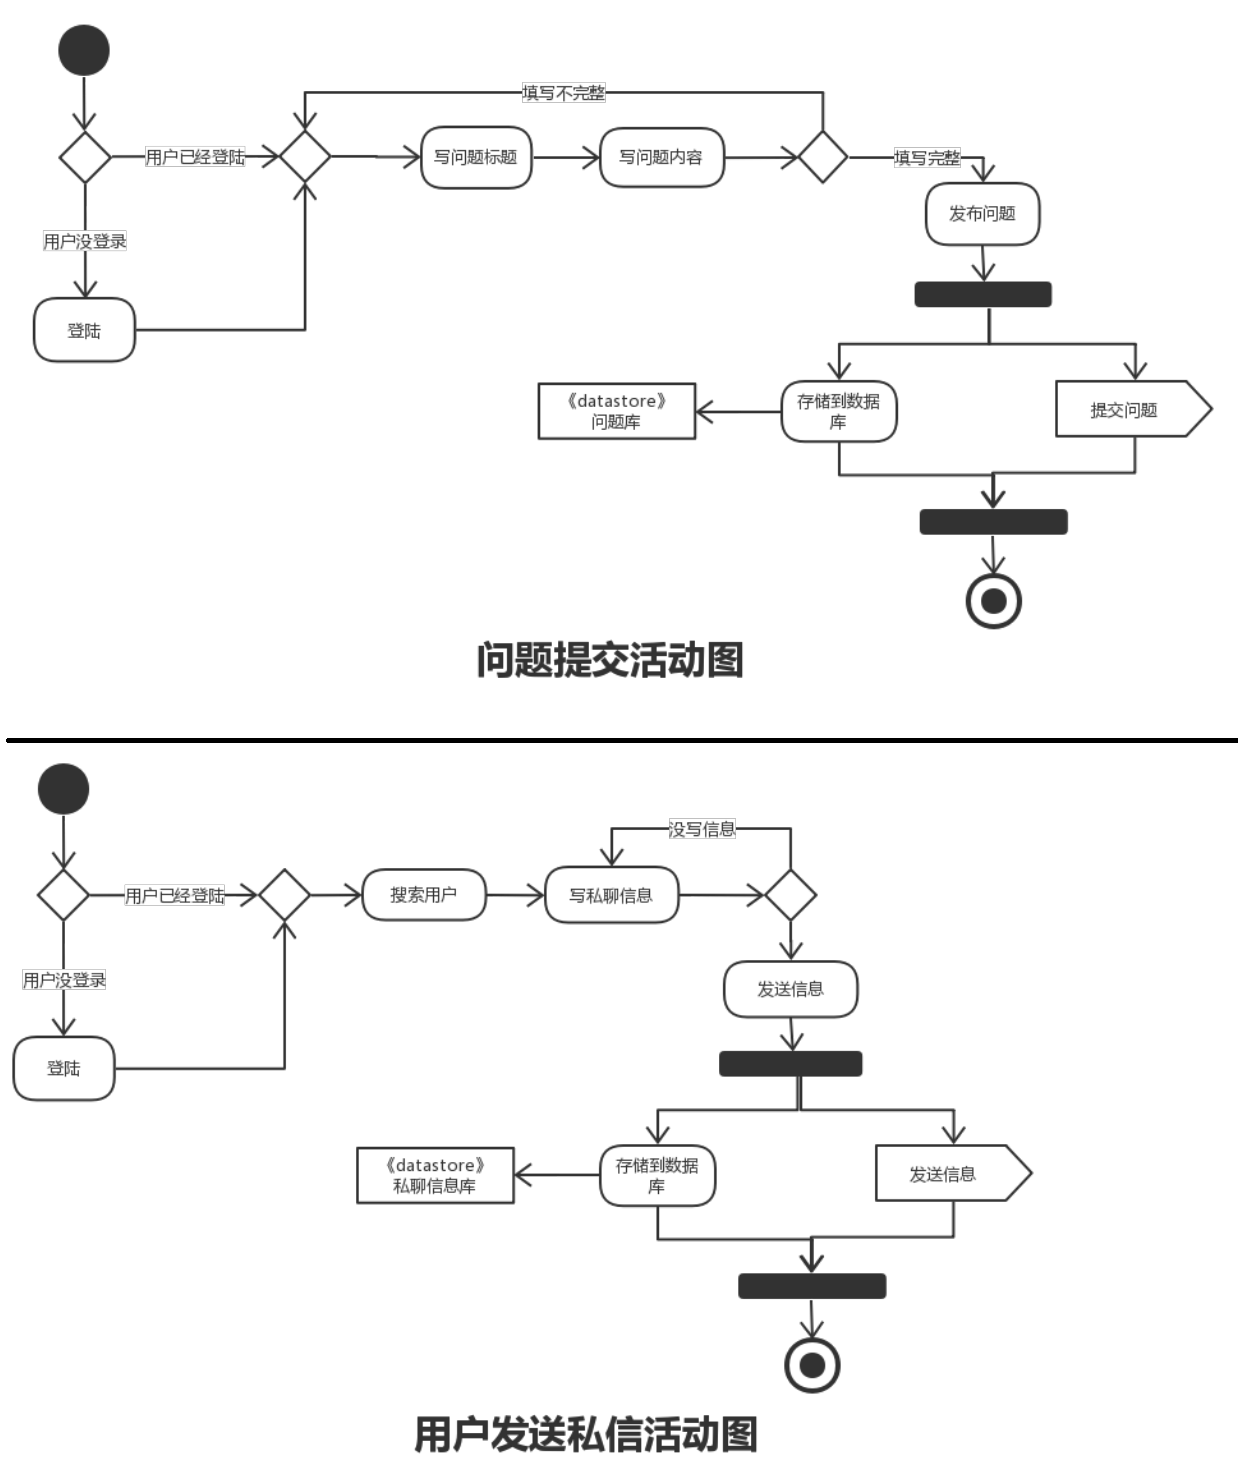 填写不完整
用户已经登陆
写问题标题
写问题内容
填写完整
发布问题
用户没登录
登陆
《datastore》
问题库
存储到数据
库
提交问题
问题提交活动图
没写信息
用户已经登陆
搜索用户
写私聊信息
用户没登录
发送信息
登陆
《datastore》
私聊信息库
存储到数据
库
发送信息
用户发送私信活动图